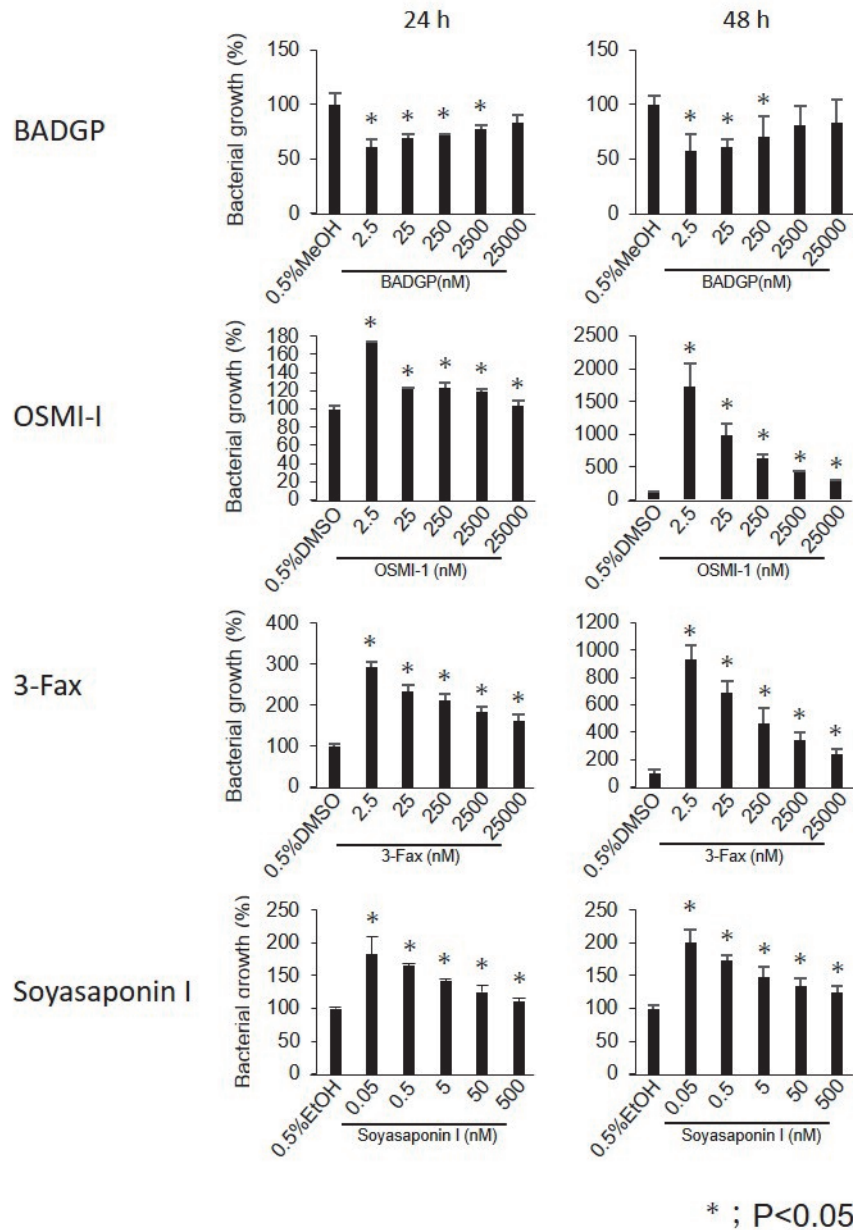 24 h
48 h
BADGP
Bacterial growth (%)
150
100
50
0
* * * *
0.5%MeOH 2.5 25 250 2500 25000
BADGP(nM)
150
100
50
0
* * *
0.5%MeOH 2.5 25 250 2500 25000
BADGP(nM)
OSMI-I
Bacterial growth (%)
180
160
140
120
100
80
60
40
20
0
* * * * *
0.5%DMSO 2.5 25 250 2500 25000
OSMI-1 (nM)
2500
2000
1500
1000
500
0
* * * * *
0.5%DMSO 2.5 25 250 2500 25000
OSMI-1 (nM)
3-Fax
Bacterial growth (%)
400
300
200
100
0
* * * * *
0.5%DMSO 2.5 25 250 2500 25000
3-Fax (nM)
1200
1000
800
600
400
200
0
* * * * *
0.5%DMSO 2.5 25 250 2500 25000
3-Fax (nM)
Soyasaponin I
Bacterial growth (%)
250
200
150
100
50
0
* * * * *
0.5%EtOH 0.05 0.5 5 50 500
Soyasaponin I (nM)
250
200
150
100
50
0
* * * * *
0.5%EtOH 0.05 0.5 5 50 500
Soyasaponin I (nM)
* ; P<0.05